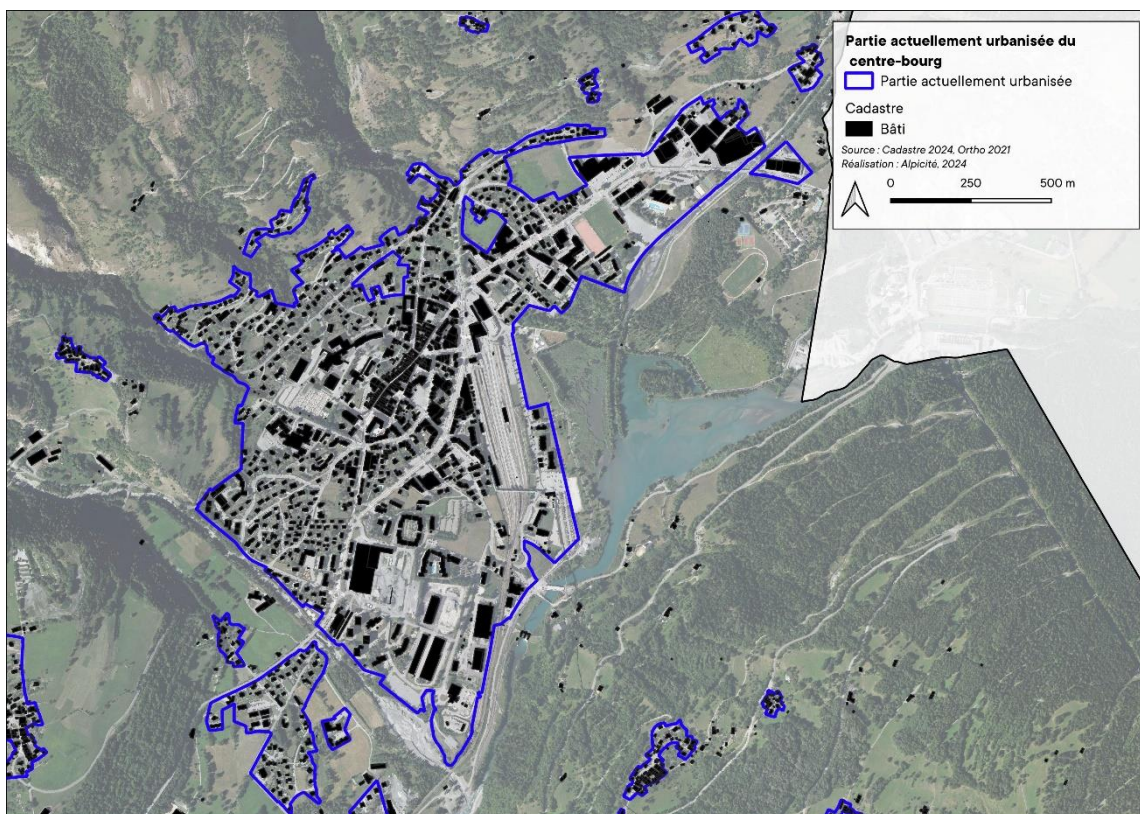 Partie actuellement urbanisée du
centre-bourg
Partie actuellement urbanisée
Cadastre
Bâti
Source : Cadastre 2024, Ortho 2021
Réalisation : Alpicité, 2024
0 250 500 m